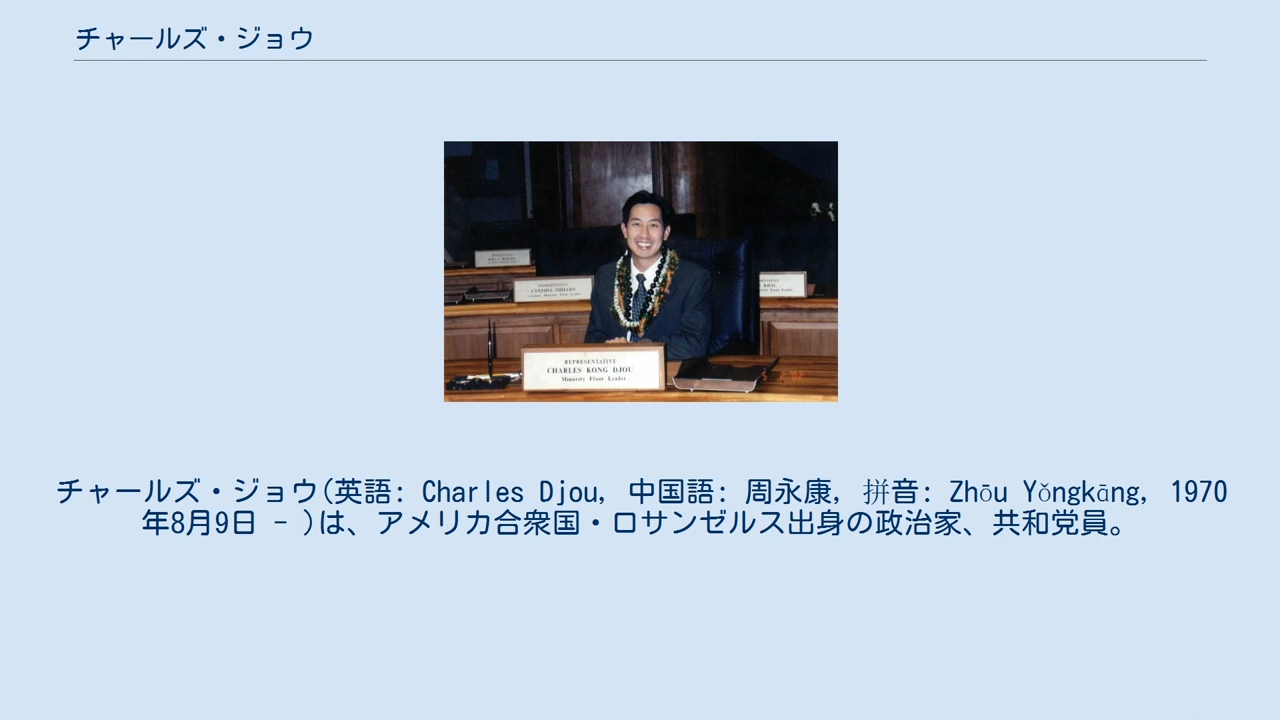 チャールズ・ジョウ
REPRESENTATIVE
CYNTHIA THIELEN
REPRESENTATIVE
CHARLES KONG DJOU
Minority Floor Leader
チャールズ・ジョウ(英語: Charles Djou, 中国語: 周永康, 拼音: Zhōu Yǒngkāng, 1970
年8月9日 - )は、アメリカ合衆国・ロサンゼルス出身の政治家、共和党員。